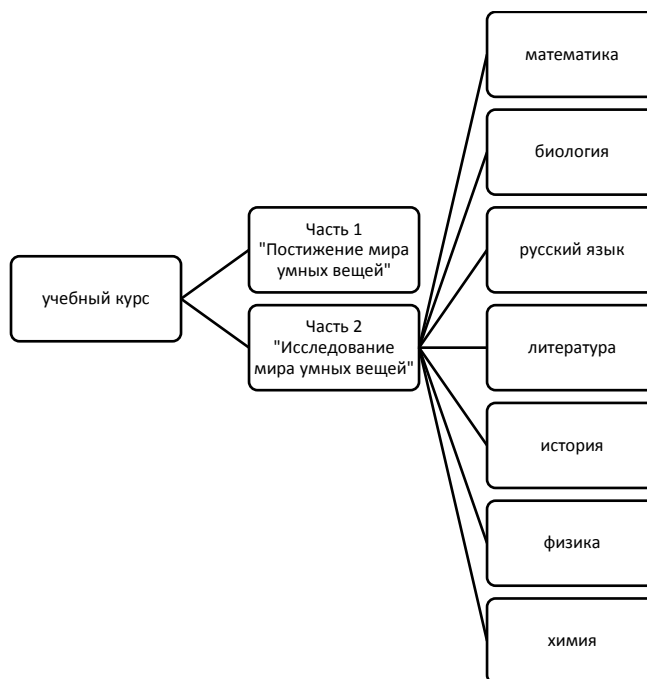 учебный курс
Часть 1
"Постижение мира
умных вещей"
Часть 2
"Исследование
мира умных вещей"
математика
биология
русский язык
литература
история
физика
химия